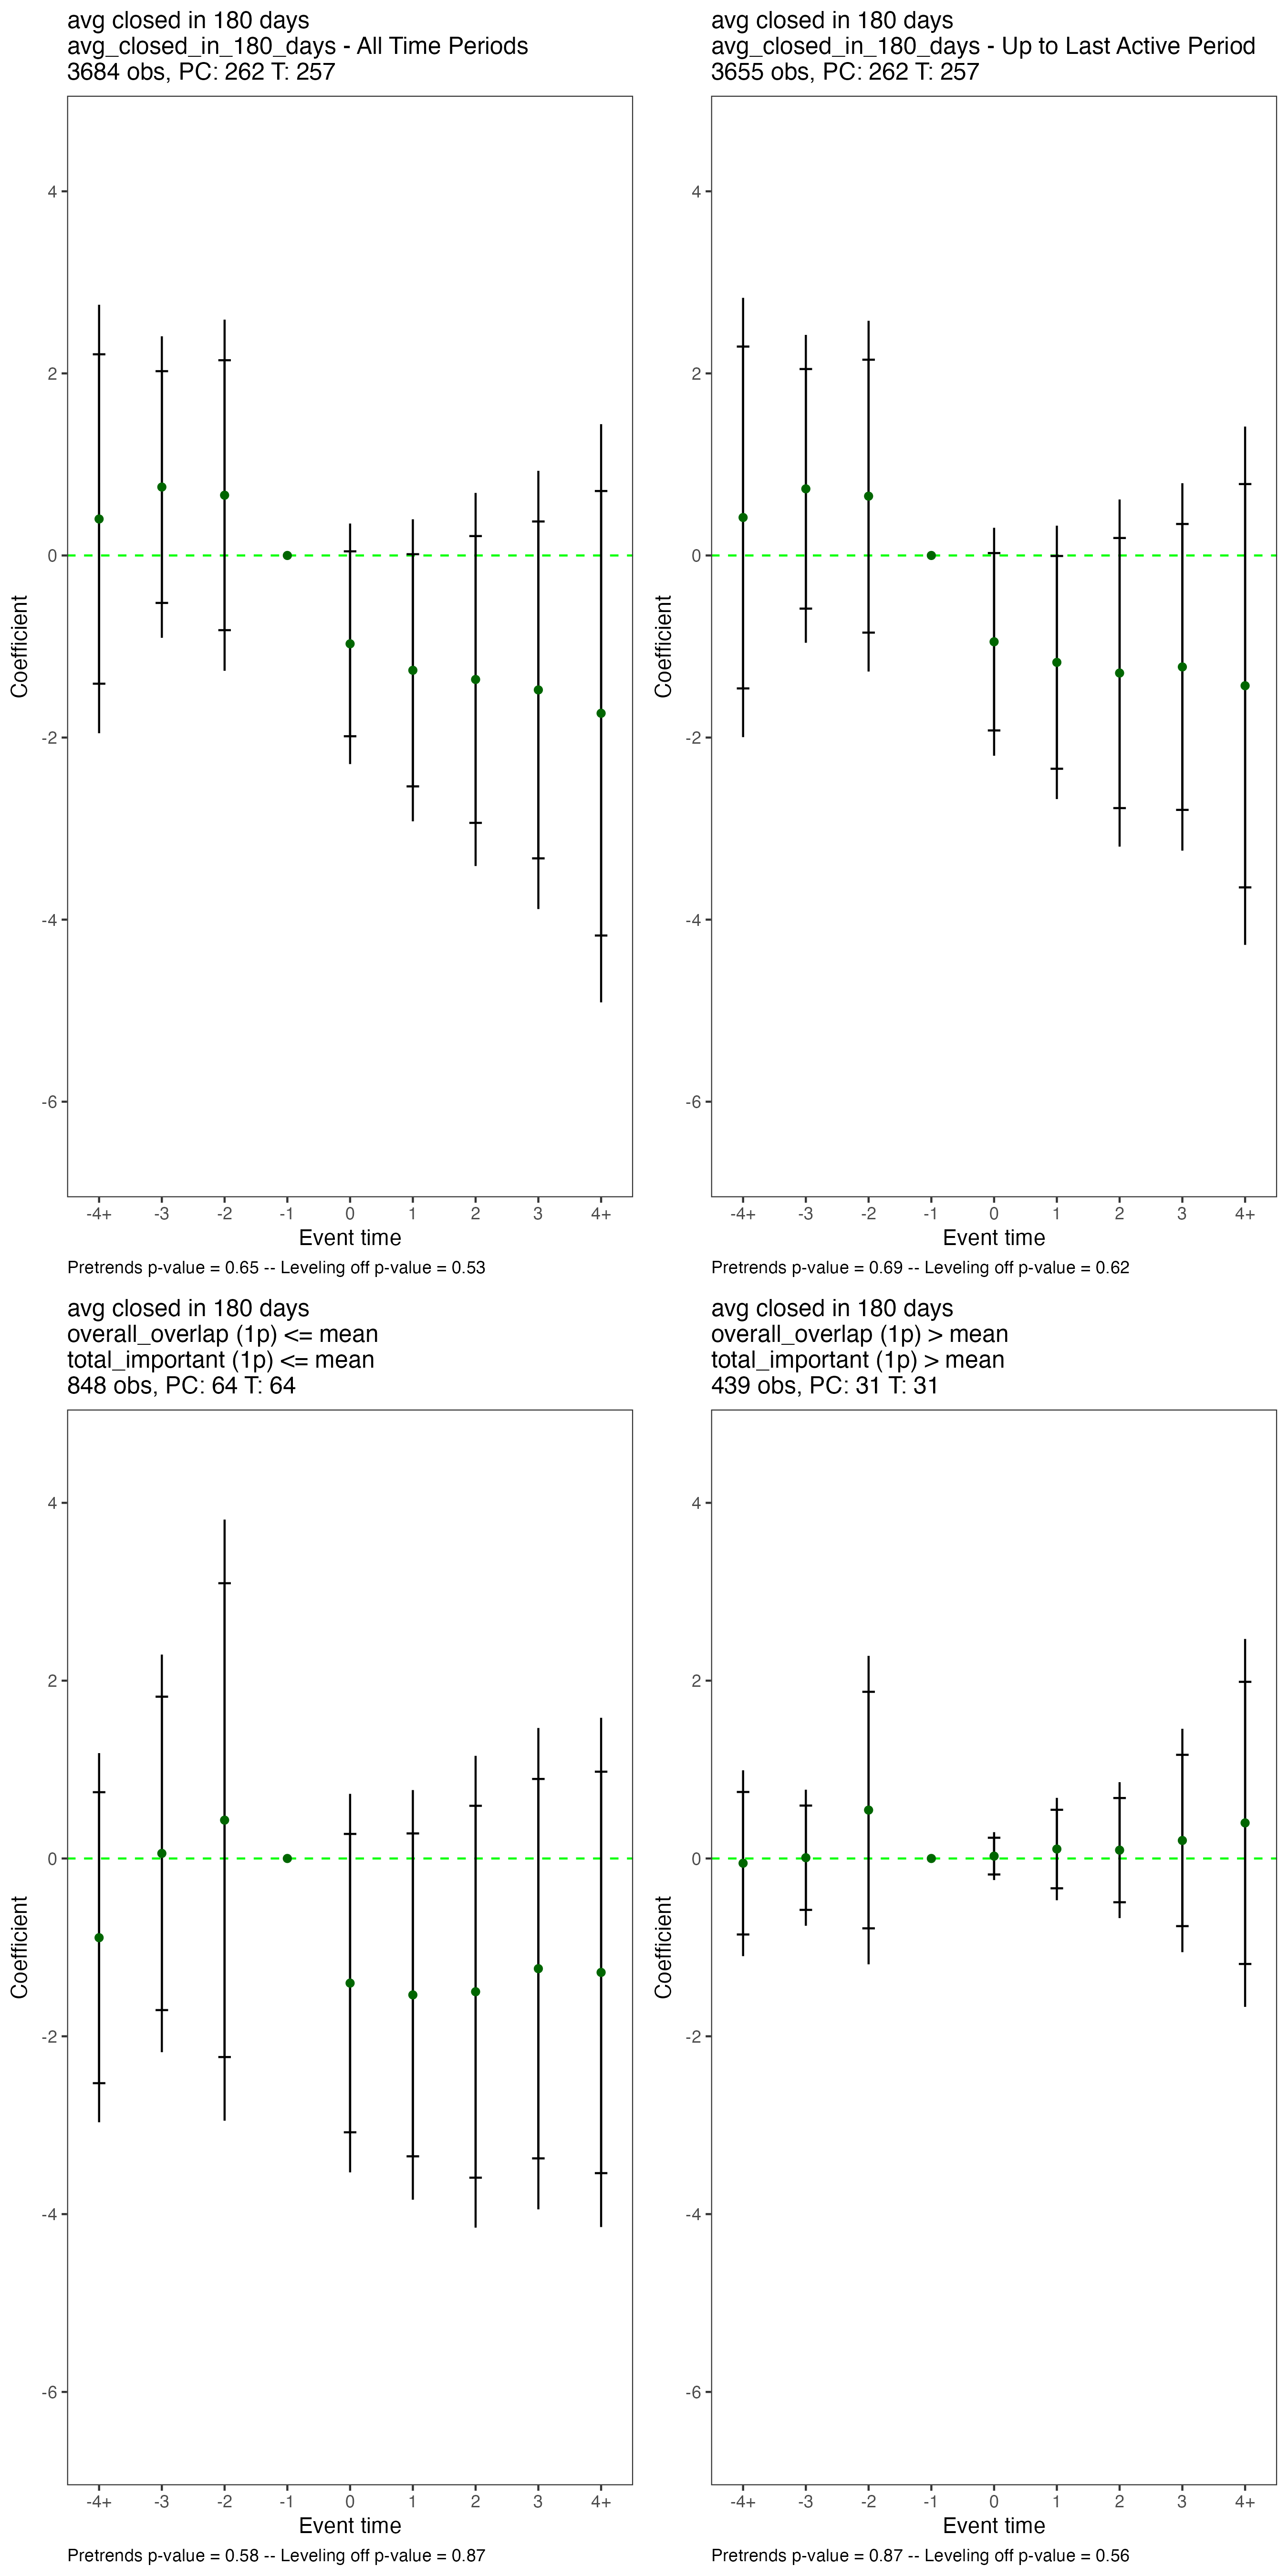 avg closed in 180 days
avg_closed_in_180_days - All Time Periods
3684 obs, PC: 262 T: 257
4
2
0
-2
-4
-6
Coefficient
-4+ -3 -2 -1 0 1 2 3 4+
Event time
Pretrends p-value = 0.65 -- Leveling off p-value = 0.53
avg closed in 180 days
avg_closed_in_180_days - Up to Last Active Period
3655 obs, PC: 262 T: 257
4
2
0
-2
-4
-6
Coefficient
-4+ -3 -2 -1 0 1 2 3 4+
Event time
Pretrends p-value = 0.69 -- Leveling off p-value = 0.62
avg closed in 180 days
overall_overlap (1p) <= mean
total_important (1p) <= mean
848 obs, PC: 64 T: 64
4
2
0
-2
-4
-6
Coefficient
-4+ -3 -2 -1 0 1 2 3 4+
Event time
Pretrends p-value = 0.58 -- Leveling off p-value = 0.87
avg closed in 180 days
overall_overlap (1p) > mean
total_important (1p) > mean
439 obs, PC: 31 T: 31
4
2
0
-2
-4
-6
Coefficient
-4+ -3 -2 -1 0 1 2 3 4+
Event time
Pretrends p-value = 0.87 -- Leveling off p-value = 0.56